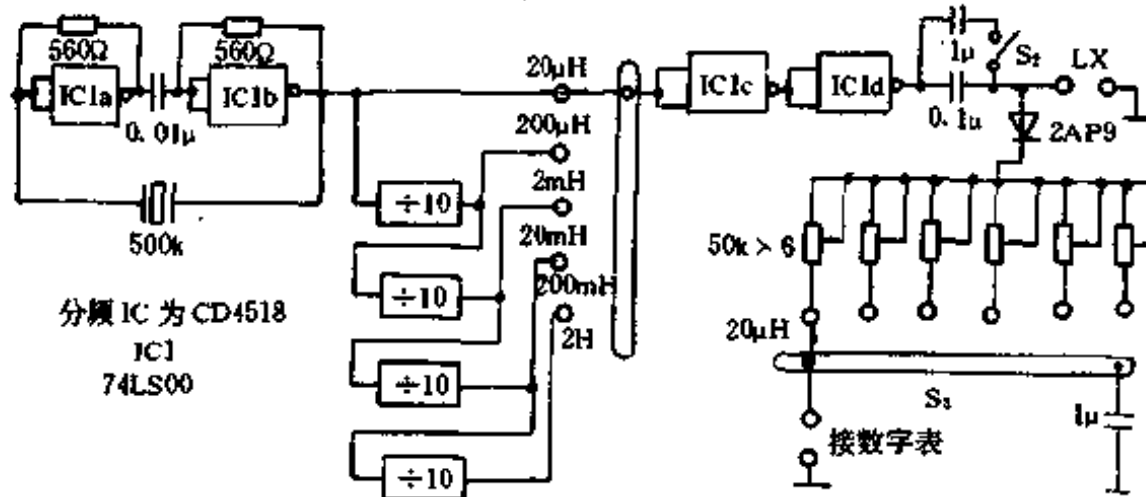 560Ω
560Ω
IC1a
IC1b
0.01μ
500k
分频 IC 为 CD4518
IC1
74LS00
20μH
200μH
2mH
20mH
200mH
2H
÷10
÷10
÷10
÷10
IC1c
IC1d
1μ
S₂
LX
0.1μ
2AP9
50k×6
20μH
S₁
1μ
接数字表